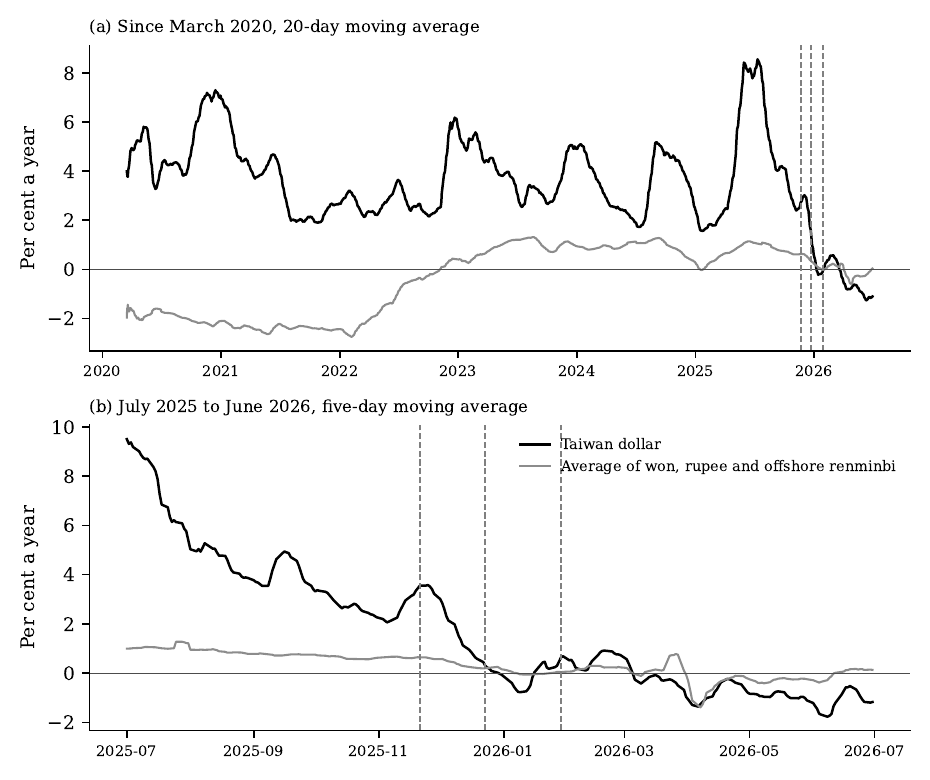 (a) Since March 2020, 20-day moving average
Per cent a year
8
6
4
2
0
−2
2020 2021 2022 2023 2024 2025 2026
(b) July 2025 to June 2026, five-day moving average
Per cent a year
10
8
6
4
2
0
−2
Taiwan dollar
Average of won, rupee and offshore renminbi
2025-07 2025-09 2025-11 2026-01 2026-03 2026-05 2026-07